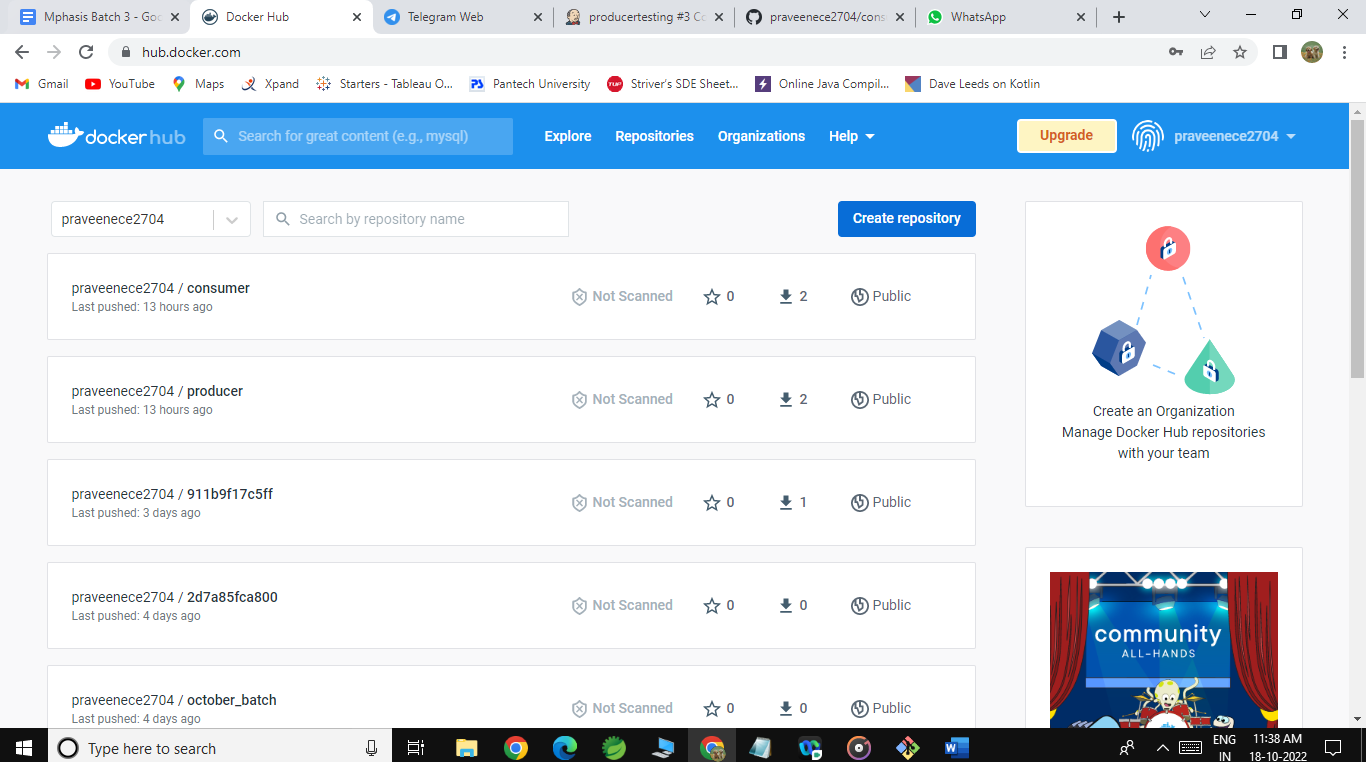 Mphasis Batch 3 - Goo
Docker Hub
Telegram Web
producertesting #3 Co
praveenece2704/cons
WhatsApp
hub.docker.com
Gmail
YouTube
Maps
Xpand
Starters - Tableau O...
PS Pantech University
TUF Striver's SDE Sheet...
Online Java Compil...
Dave Leeds on Kotlin
docker hub
Search for great content (e.g., mysql)
Explore
Repositories
Organizations
Help
Upgrade
praveenece2704
praveenece2704
Search by repository name
Create repository
praveenece2704 / consumer
Last pushed: 13 hours ago
Not Scanned
0
2
Public
praveenece2704 / producer
Last pushed: 13 hours ago
Not Scanned
0
2
Public
praveenece2704 / 911b9f17c5ff
Last pushed: 3 days ago
Not Scanned
0
1
Public
praveenece2704 / 2d7a85fca800
Last pushed: 4 days ago
Not Scanned
0
0
Public
praveenece2704 / october_batch
Last pushed: 4 days ago
Not Scanned
0
0
Public
Create an Organization
Manage Docker Hub repositories
with your team
community
ALL-HANDS
Type here to search
ENG
IN
11:38 AM
18-10-2022